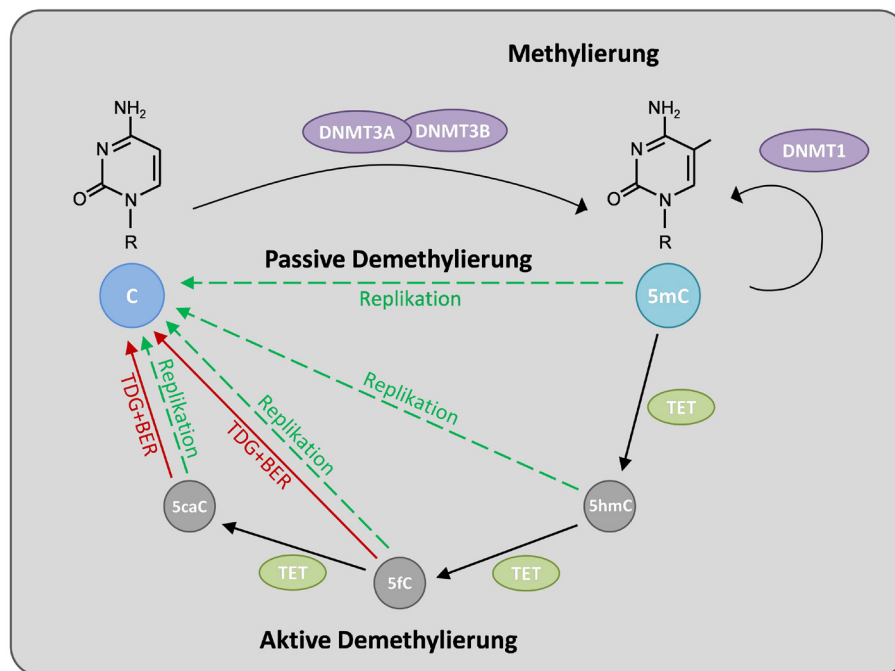 Methylierung
NH₂
N
O
N
R
DNMT3A
DNMT3B
NH₂
N
O
N
R
DNMT1
Passive Demethylierung
C
Replikation
5mC
TDG+BER
Replikation
Replikation
TDG+BER
Replikation
TET
5caC
5hmC
TET
5fC
TET
Aktive Demethylierung